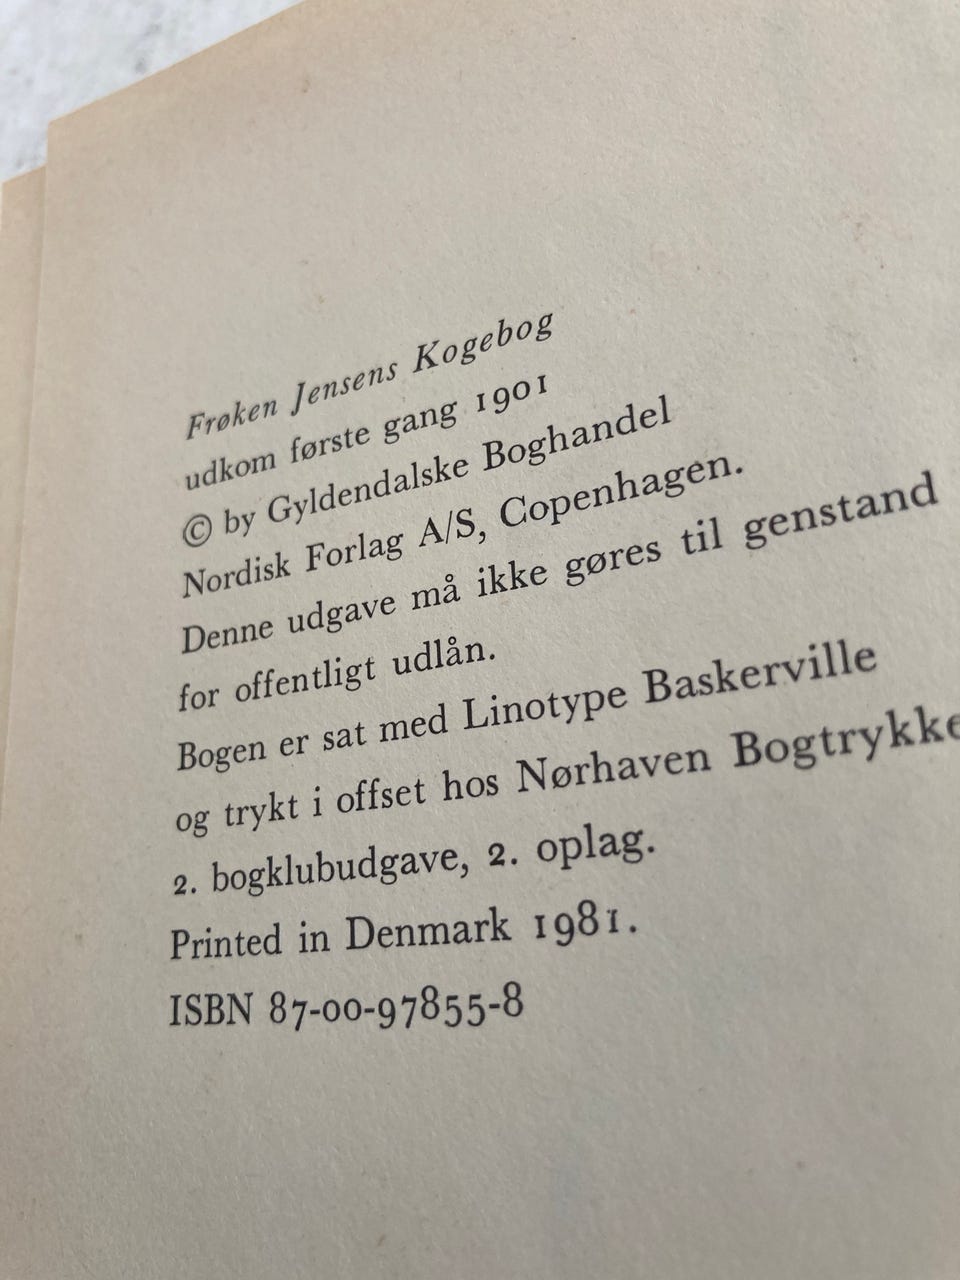 Frøken Jensens Kogebog
udkom første gang 1901
© by Gyldendalske Boghandel
Nordisk Forlag A/S, Copenhagen.
Denne udgave må ikke gøres til genstand
for offentligt udlån.
Bogen er sat med Linotype Baskerville
og trykt i offset hos Nørhaven Bogtrykke
2. bogklubudgave, 2. oplag.
Printed in Denmark 1981.
ISBN 87-00-97855-8